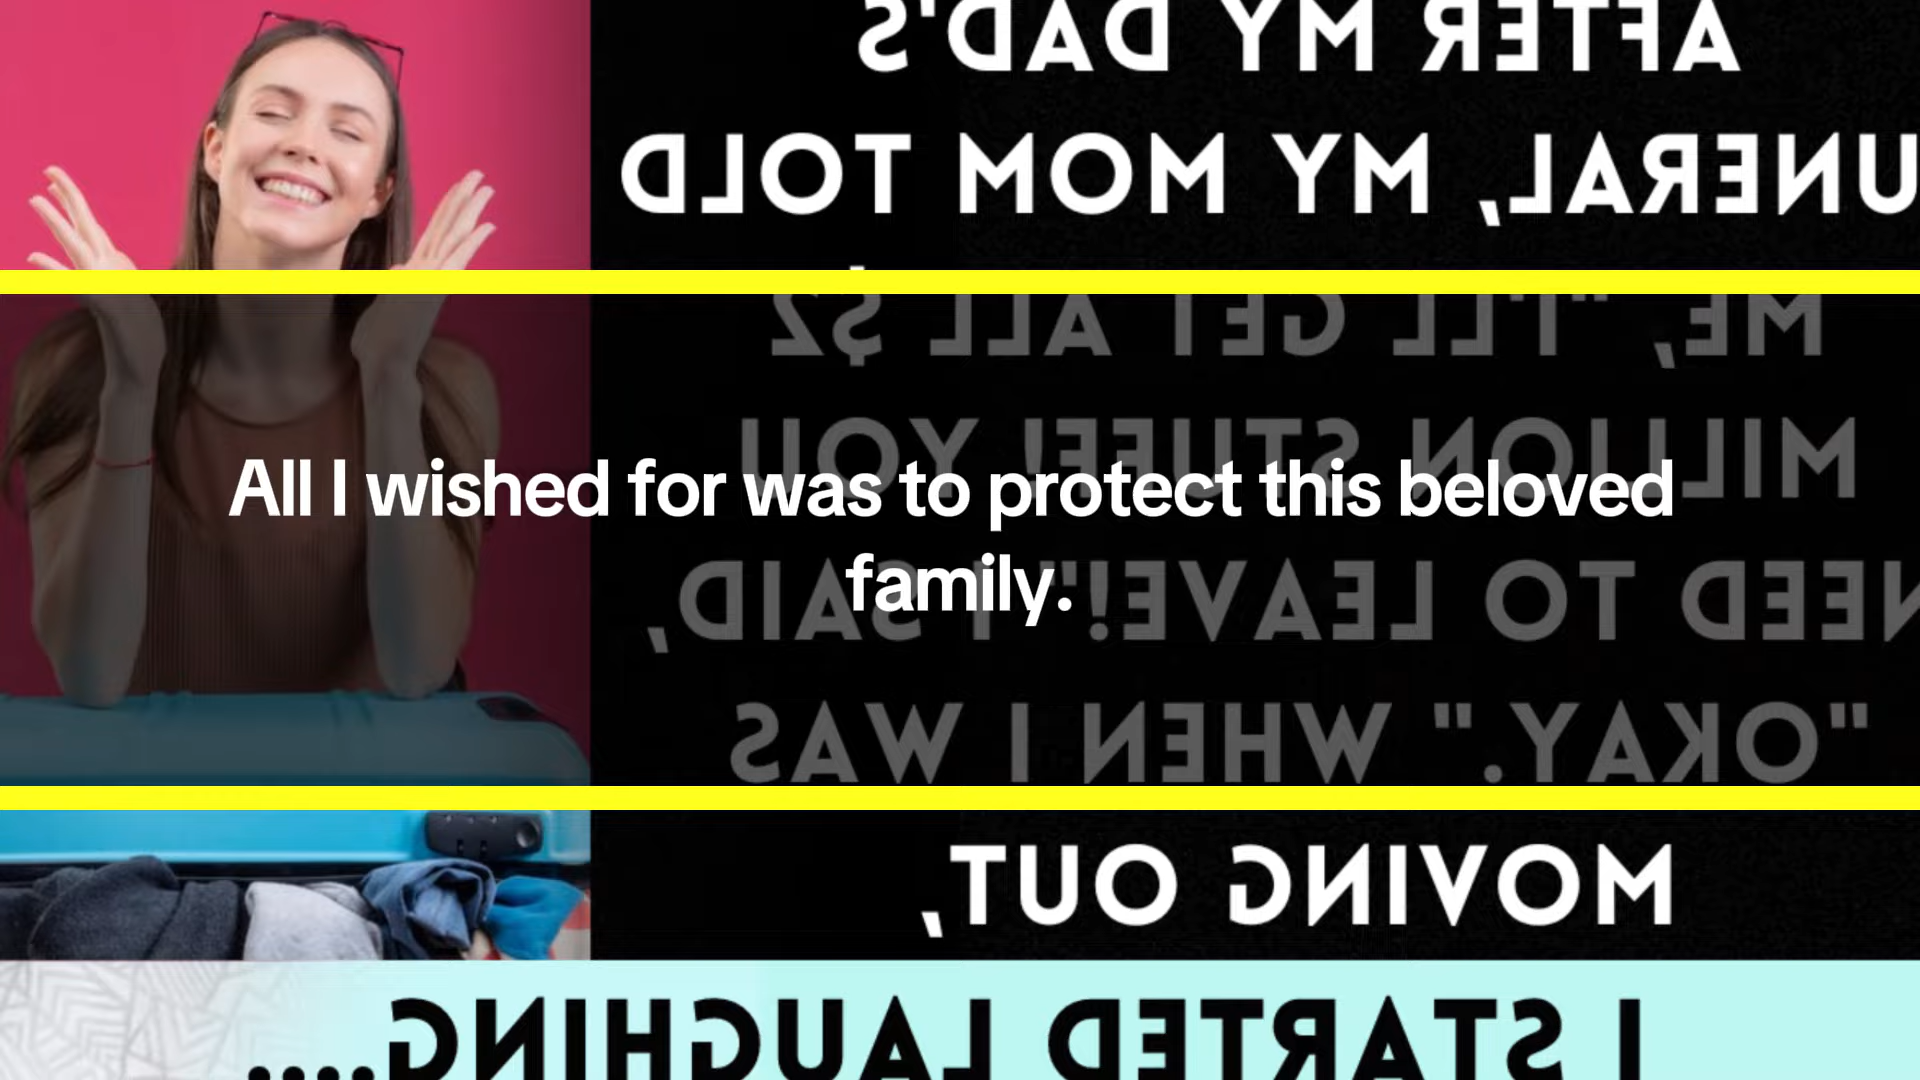 AFTER MY DAD'S
UNERAL, MY MOM TOLD
ME, "I'LL GET ALL $2
MILLION STUFF! YOU
NEED TO LEAVE!" I SAID,
"OKAY." WHEN I WAS
MOVING OUT,
I STARTED LAUGHING....
All I wished for was to protect this beloved
family.